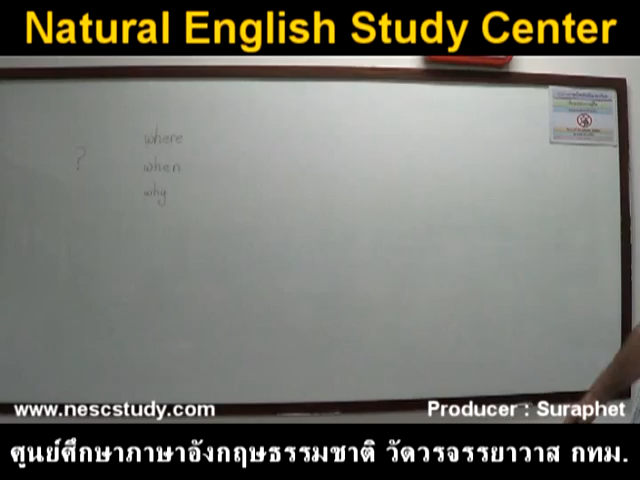 Natural English Study Center
where
?
when
why
www.nescstudy.com
Producer : Suraphet
ศูนย์ศึกษาภาษาอังกฤษธรรมชาติ วัดวรจรรยาวาส กทม.